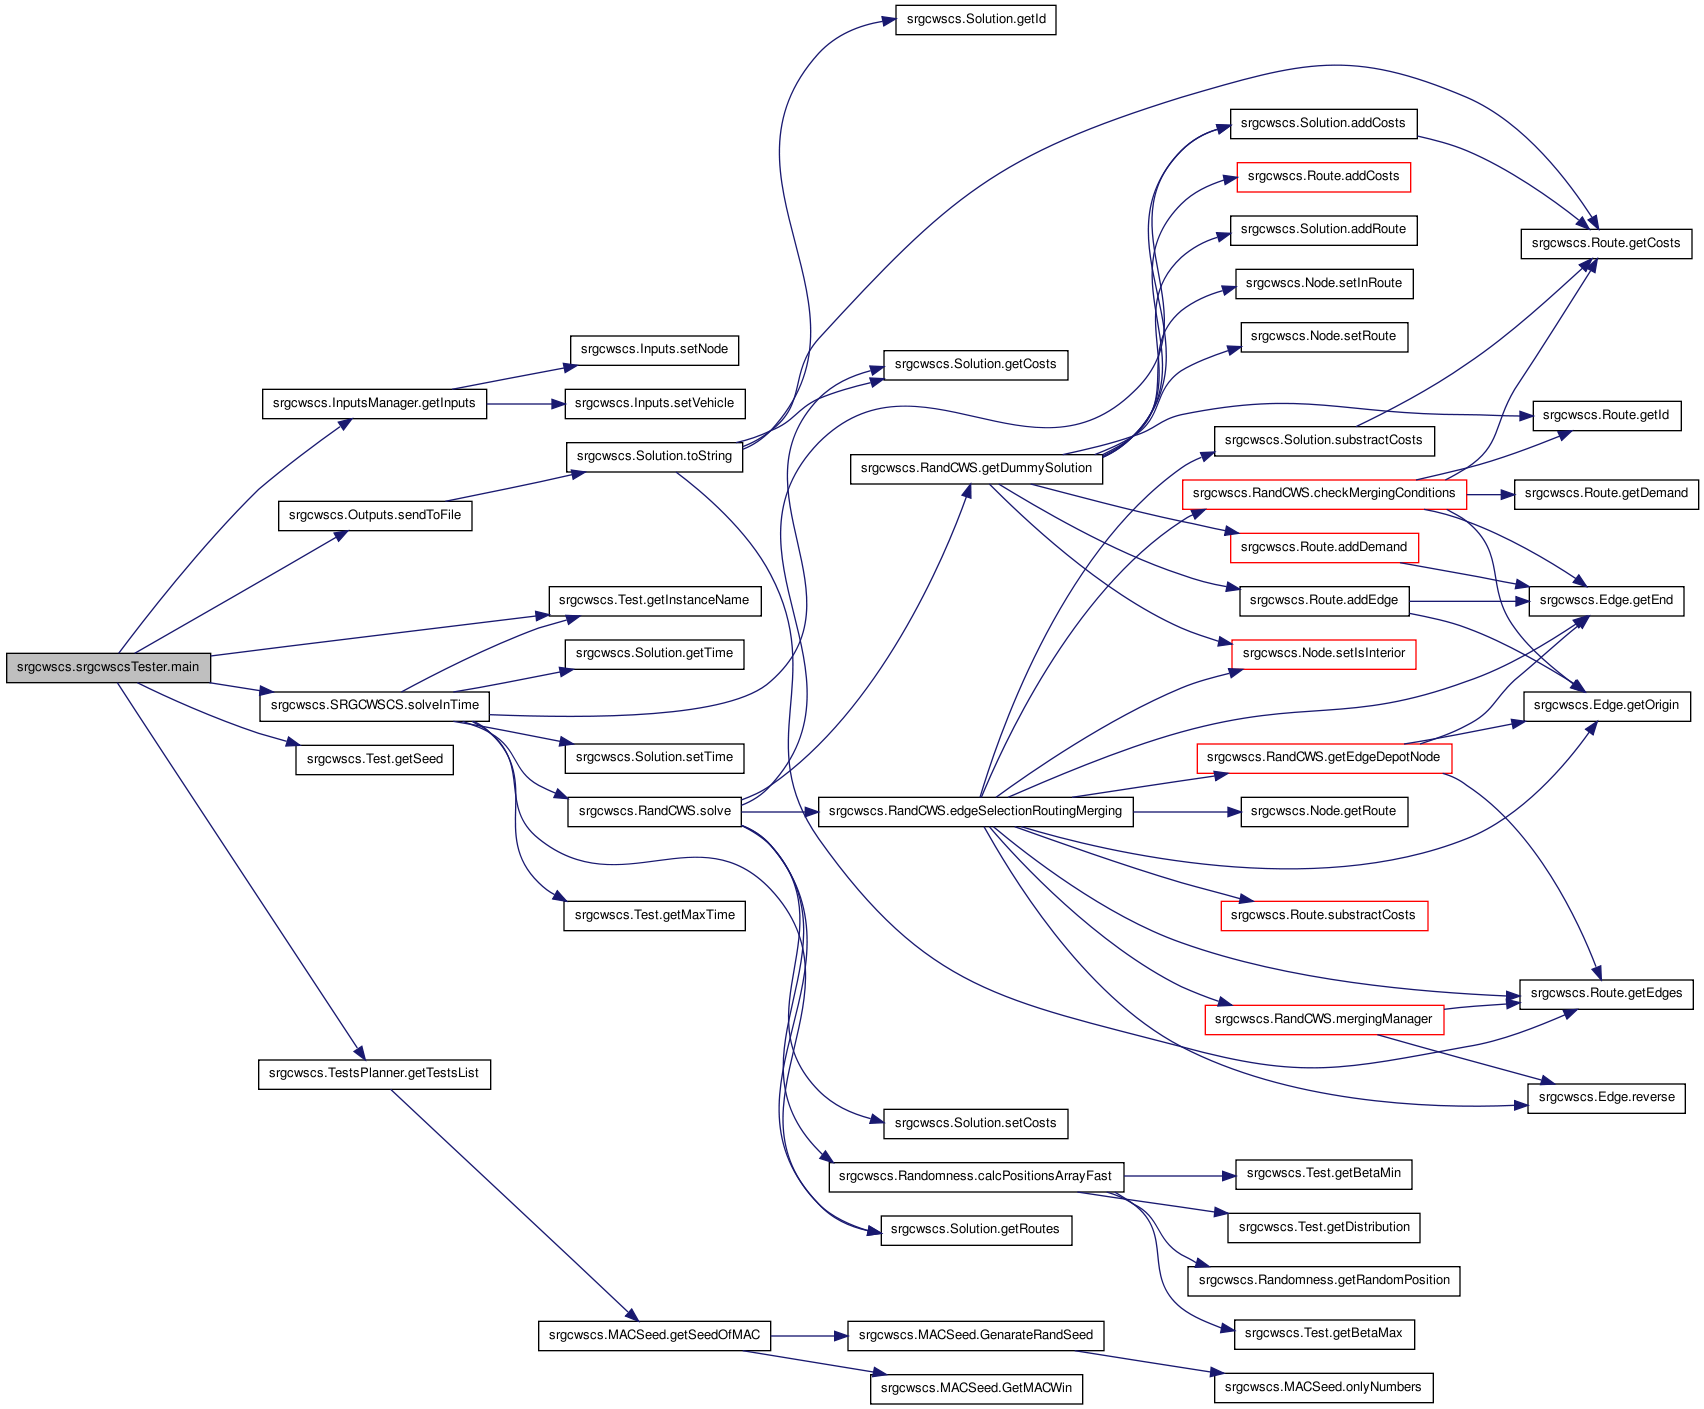 srgcwscs.Solution.getId
srgcwscs.Solution.addCosts
srgcwscs.Route.addCosts
srgcwscs.Solution.addRoute
srgcwscs.Route.getCosts
srgcwscs.Node.setInRoute
srgcwscs.Node.setRoute
srgcwscs.Inputs.setNode
srgcwscs.Solution.getCosts
srgcwscs.InputsManager.getInputs
srgcwscs.Inputs.setVehicle
srgcwscs.Route.getId
srgcwscs.Solution.substractCosts
srgcwscs.Solution.toString
srgcwscs.RandCWS.getDummySolution
srgcwscs.RandCWS.checkMergingConditions
srgcwscs.Route.getDemand
srgcwscs.Outputs.sendToFile
srgcwscs.Route.addDemand
srgcwscs.Test.getInstanceName
srgcwscs.Route.addEdge
srgcwscs.Edge.getEnd
srgcwscs.Solution.getTime
srgcwscs.Node.setIsInterior
srgcwscs.srgcwscsTester.main
srgcwscs.SRGCWSCS.solveInTime
srgcwscs.Edge.getOrigin
srgcwscs.Test.getSeed
srgcwscs.Solution.setTime
srgcwscs.RandCWS.getEdgeDepotNode
srgcwscs.RandCWS.solve
srgcwscs.RandCWS.edgeSelectionRoutingMerging
srgcwscs.Node.getRoute
srgcwscs.Test.getMaxTime
srgcwscs.Route.substractCosts
srgcwscs.Route.getEdges
srgcwscs.RandCWS.mergingManager
srgcwscs.TestsPlanner.getTestsList
srgcwscs.Edge.reverse
srgcwscs.Solution.setCosts
srgcwscs.Randomness.calcPositionsArrayFast
srgcwscs.Test.getBetaMin
srgcwscs.Solution.getRoutes
srgcwscs.Test.getDistribution
srgcwscs.Randomness.getRandomPosition
srgcwscs.MACSeed.getSeedOfMAC
srgcwscs.MACSeed.GenarateRandSeed
srgcwscs.Test.getBetaMax
srgcwscs.MACSeed.GetMACWin
srgcwscs.MACSeed.onlyNumbers